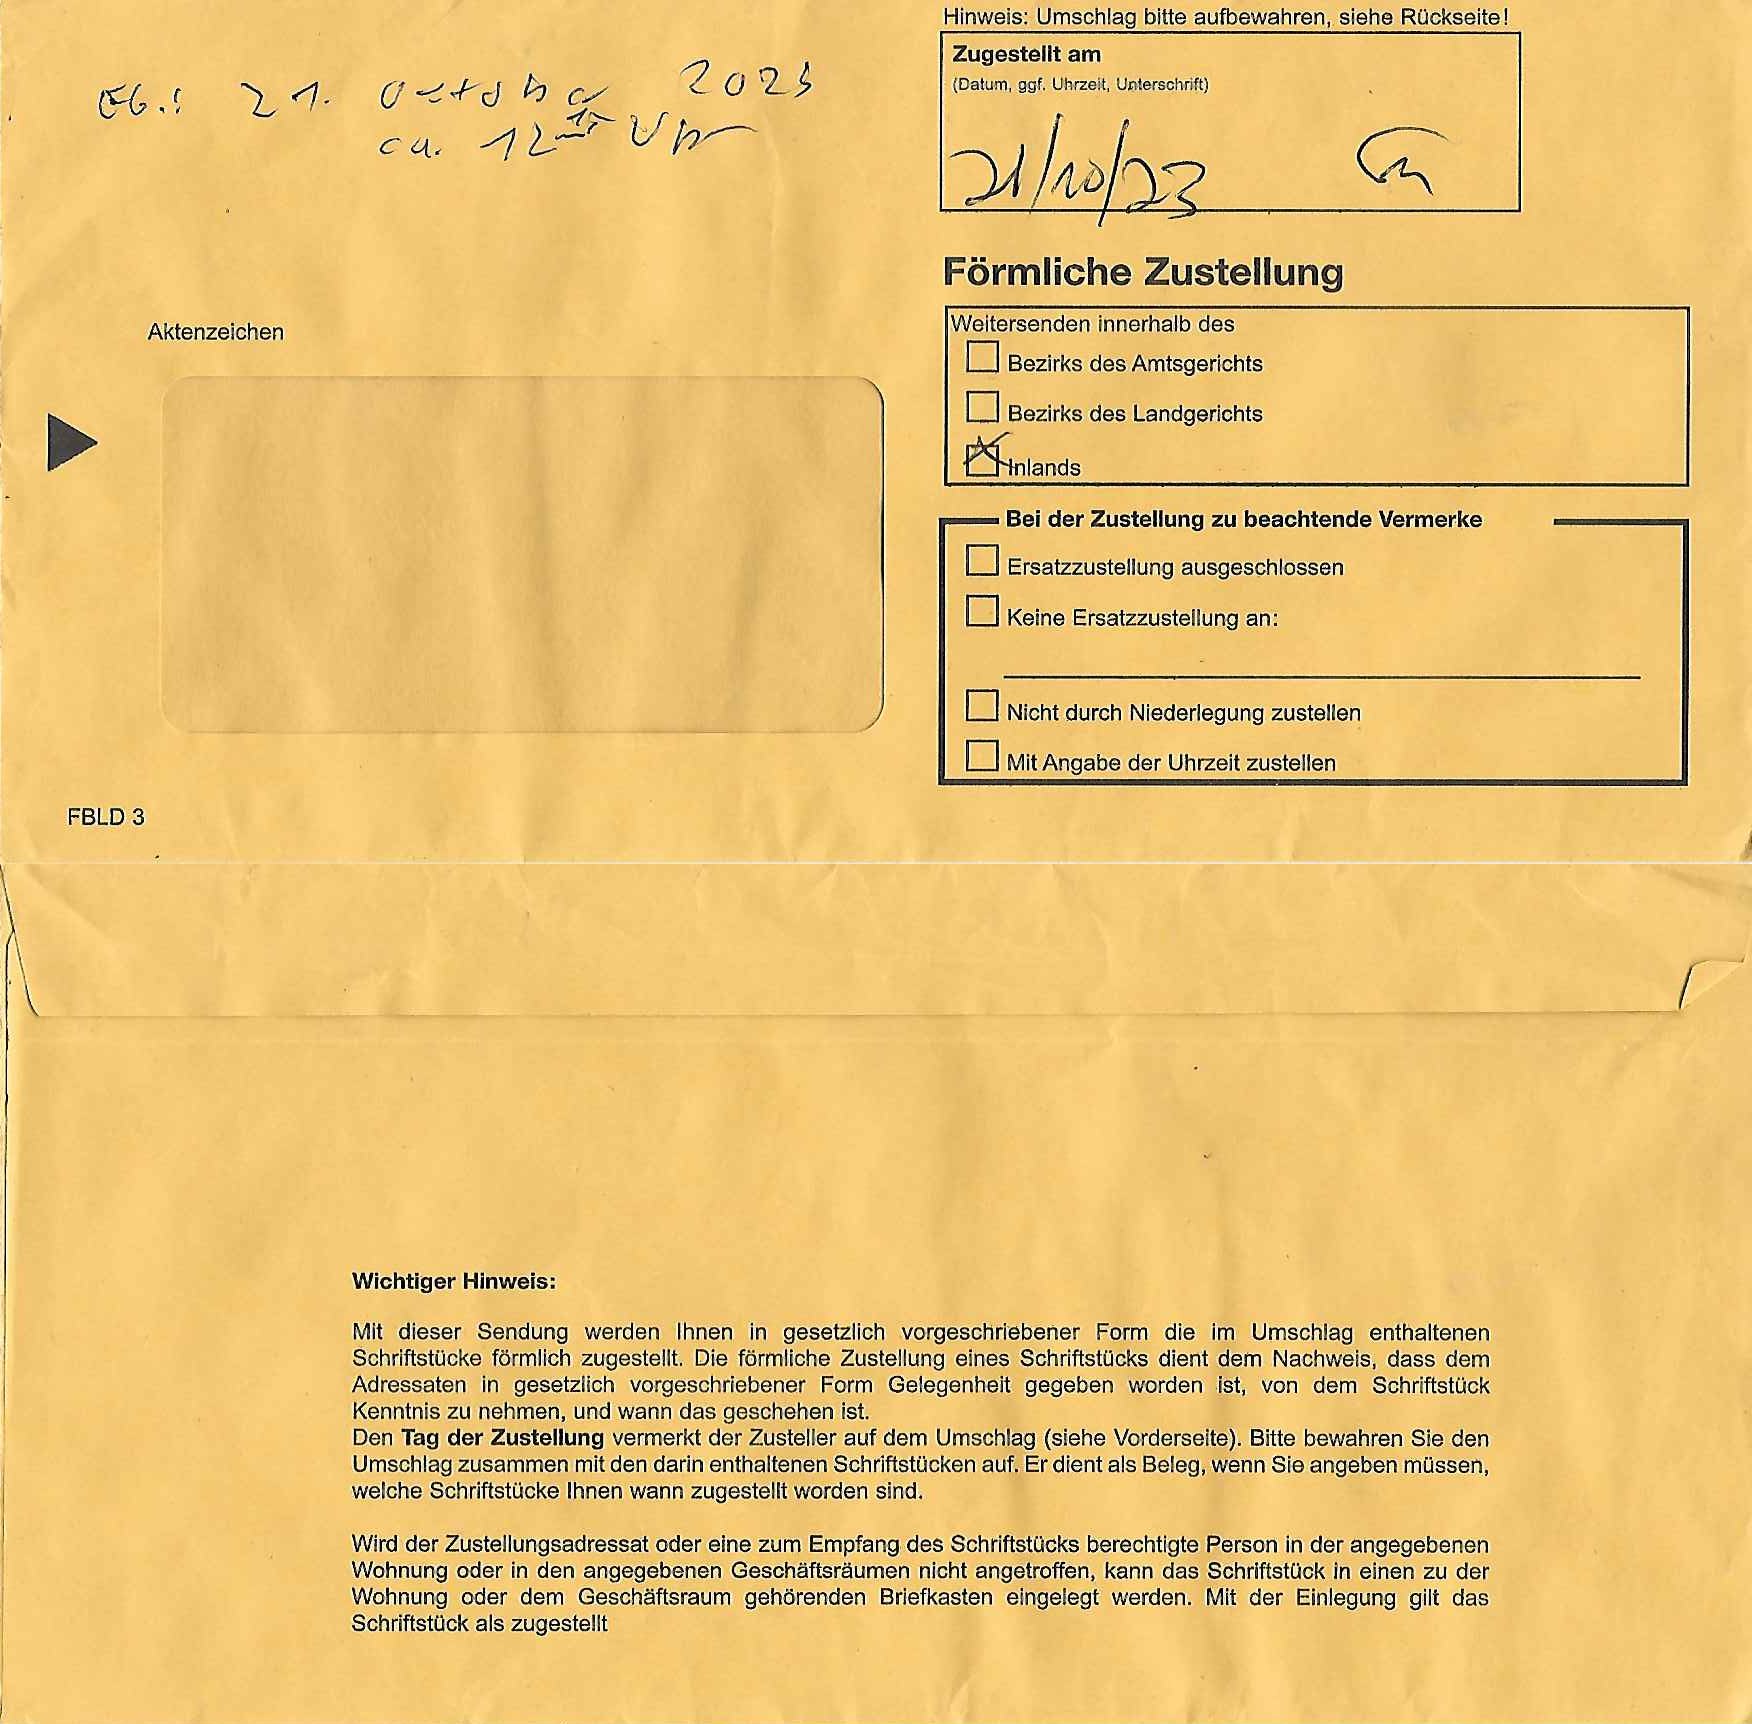 Hinweis: Umschlag bitte aufbewahren, siehe Rückseite!
Eg.: 21. October 2023
ca. 12 15 Uhr
Zugestellt am
(Datum, ggf. Uhrzeit, Unterschrift)
21/10/23
Förmliche Zustellung
Weitersenden innerhalb des
Bezirks des Amtsgerichts
Bezirks des Landgerichts
Inlands
Aktenzeichen
Bei der Zustellung zu beachtende Vermerke
Ersatzzustellung ausgeschlossen
Keine Ersatzzustellung an:
Nicht durch Niederlegung zustellen
Mit Angabe der Uhrzeit zustellen
FBLD 3
Wichtiger Hinweis:
Mit dieser Sendung werden Ihnen in gesetzlich vorgeschriebener Form die im Umschlag enthaltenen
Schriftstücke förmlich zugestellt. Die förmliche Zustellung eines Schriftstücks dient dem Nachweis, dass dem
Adressaten in gesetzlich vorgeschriebener Form Gelegenheit gegeben worden ist, von dem Schriftstück
Kenntnis zu nehmen, und wann das geschehen ist.
Den Tag der Zustellung vermerkt der Zusteller auf dem Umschlag (siehe Vorderseite). Bitte bewahren Sie den
Umschlag zusammen mit den darin enthaltenen Schriftstücken auf. Er dient als Beleg, wenn Sie angeben müssen,
welche Schriftstücke Ihnen wann zugestellt worden sind.
Wird der Zustellungsadressat oder eine zum Empfang des Schriftstücks berechtigte Person in der angegebenen
Wohnung oder in den angegebenen Geschäftsräumen nicht angetroffen, kann das Schriftstück in einen zu der
Wohnung oder dem Geschäftsraum gehörenden Briefkasten eingelegt werden. Mit der Einlegung gilt das
Schriftstück als zugestellt